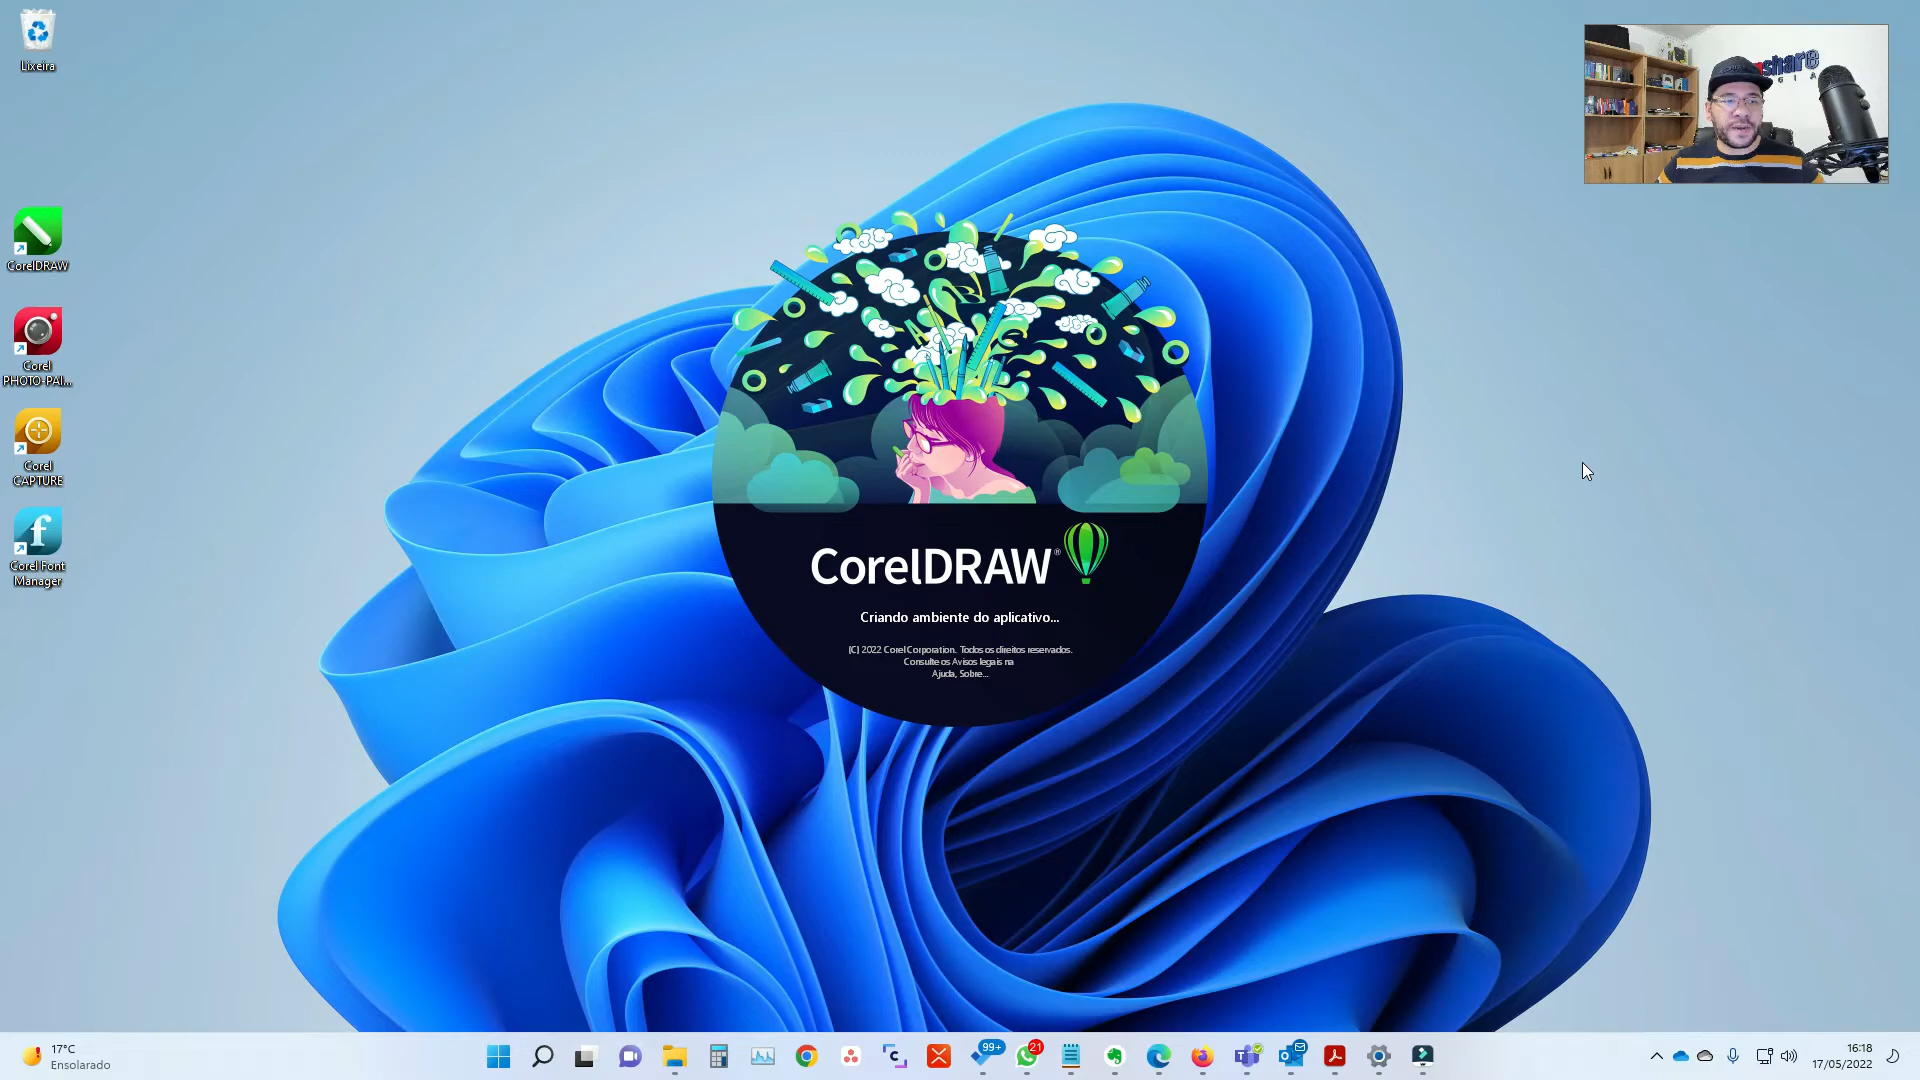 Lixeira
CorelDRAW
Corel
PHOTO-PAI...
Corel
CAPTURE
Corel Font
Manager
share
G I A
CorelDRAW®
Criando ambiente do aplicativo...
(C) 2022 Corel Corporation. Todos os direitos reservados.
Consulte os Avisos legais na
Ajuda, Sobre...
17°C
Ensolarado
99+
21
16:18
17/05/2022